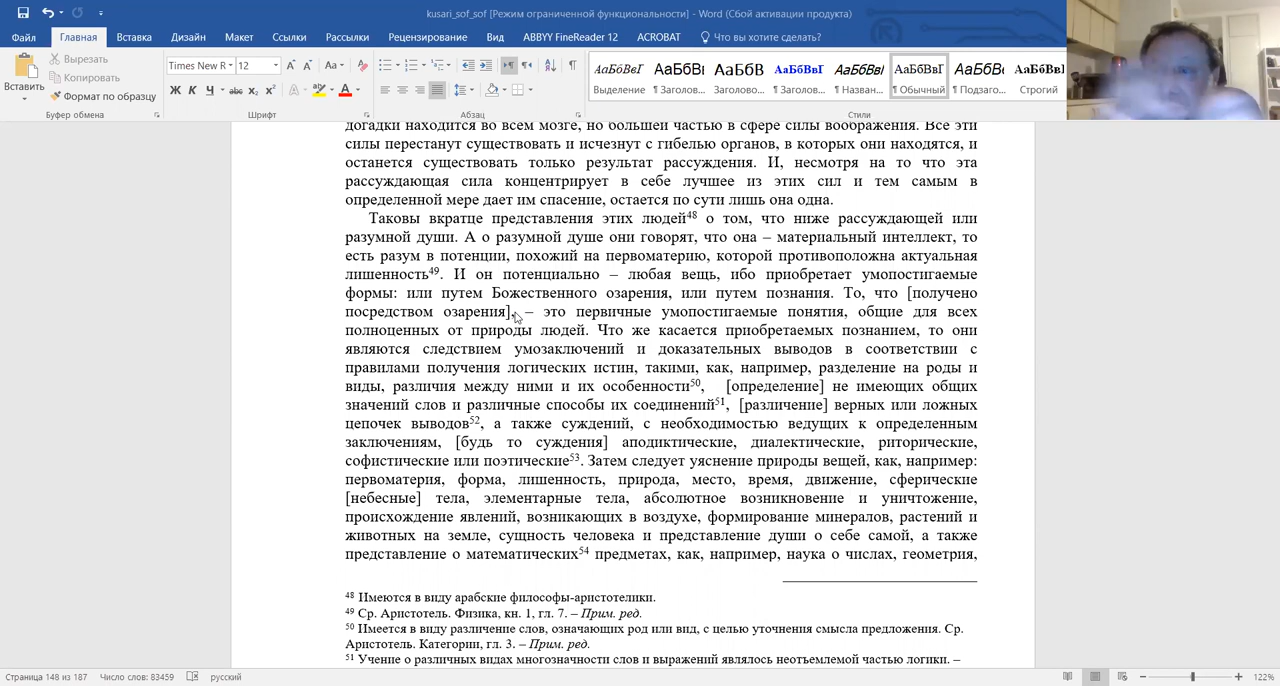 kusari_sof_sof [Режим ограниченной функциональности] - Word (Сбой активации продукта)
Файл Главная Вставка Дизайн Макет Ссылки Рассылки Рецензирование Вид ABBYY FineReader 12 ACROBAT Что вы хотите сделать?
Вставить
Вырезать
Копировать
Формат по образцу
Буфер обмена
Times New R 12
Шрифт
Абзац
АаБбВеГ АаБбВı АаБбВ АаБбВвГ АаБбВı АаБбВвГ АаБбВ АаБбВвГ
Выделение ¶ Заголов... Заголово... ¶ Заголов... ¶ Назван... ¶ Обычный ¶ Подзаго... Строгий
Стили
догадки находится во всем мозге, но большей частью в сфере силы воображения. Все эти
силы перестанут существовать и исчезнут с гибелью органов, в которых они находятся, и
останется существовать только результат рассуждения. И, несмотря на то что эта
рассуждающая сила концентрирует в себе лучшее из этих сил и тем самым в
определенной мере дает им спасение, остается по сути лишь она одна.
Таковы вкратце представления этих людей48 о том, что ниже рассуждающей или
разумной души. А о разумной душе они говорят, что она – материальный интеллект, то
есть разум в потенции, похожий на первоматерию, которой противоположна актуальная
лишенность49. И он потенциально – любая вещь, ибо приобретает умопостигаемые
формы: или путем Божественного озарения, или путем познания. То, что [получено
посредством озарения], – это первичные умопостигаемые понятия, общие для всех
полноценных от природы людей. Что же касается приобретаемых познанием, то они
являются следствием умозаключений и доказательных выводов в соответствии с
правилами получения логических истин, такими, как, например, разделение на роды и
виды, различия между ними и их особенности50, [определение] не имеющих общих
значений слов и различные способы их соединений51, [различение] верных или ложных
цепочек выводов52, а также суждений, с необходимостью ведущих к определенным
заключениям, [будь то суждения] аподиктические, диалектические, риторические,
софистические или поэтические53. Затем следует уяснение природы вещей, как, например:
первоматерия, форма, лишенность, природа, место, время, движение, сферические
[небесные] тела, элементарные тела, абсолютное возникновение и уничтожение,
происхождение явлений, возникающих в воздухе, формирование минералов, растений и
животных на земле, сущность человека и представление души о себе самой, а также
представление о математических54 предметах, как, например, наука о числах, геометрия,
48 Имеются в виду арабские философы-аристотелики.
49 Ср. Аристотель. Физика, кн. 1, гл. 7. – Прим. ред.
50 Имеется в виду различение слов, означающих род или вид, с целью уточнения смысла предложения. Ср.
Аристотель. Категории, гл. 3. – Прим. ред.
51 Учение о различных видах многозначности слов и выражений являлось неотъемлемой частью логики. –
Страница 148 из 187 Число слов: 83459 русский 122%